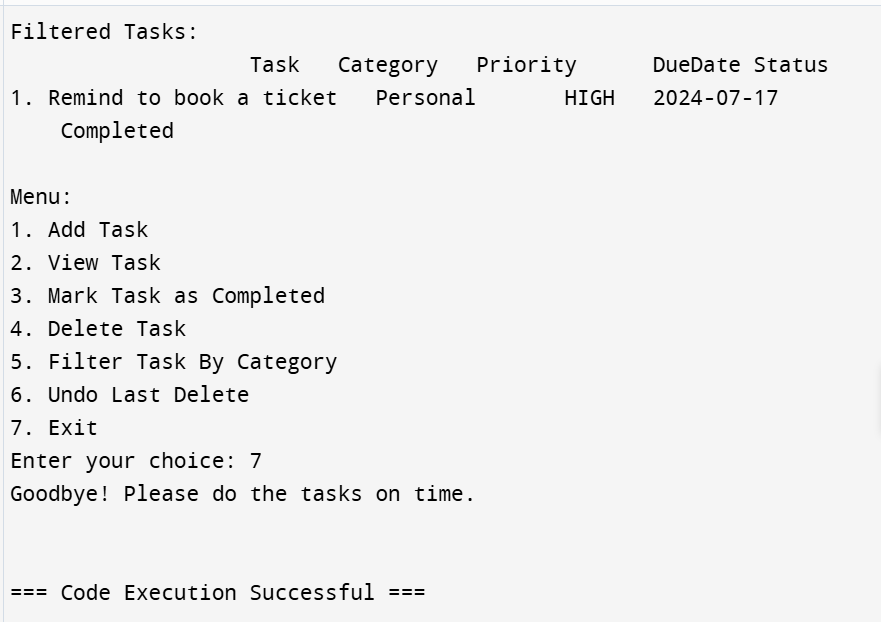 Filtered Tasks:
                   Task   Category   Priority      DueDate Status
1. Remind to book a ticket   Personal       HIGH   2024-07-17
    Completed

Menu:
1. Add Task
2. View Task
3. Mark Task as Completed
4. Delete Task
5. Filter Task By Category
6. Undo Last Delete
7. Exit
Enter your choice: 7
Goodbye! Please do the tasks on time.

=== Code Execution Successful ===